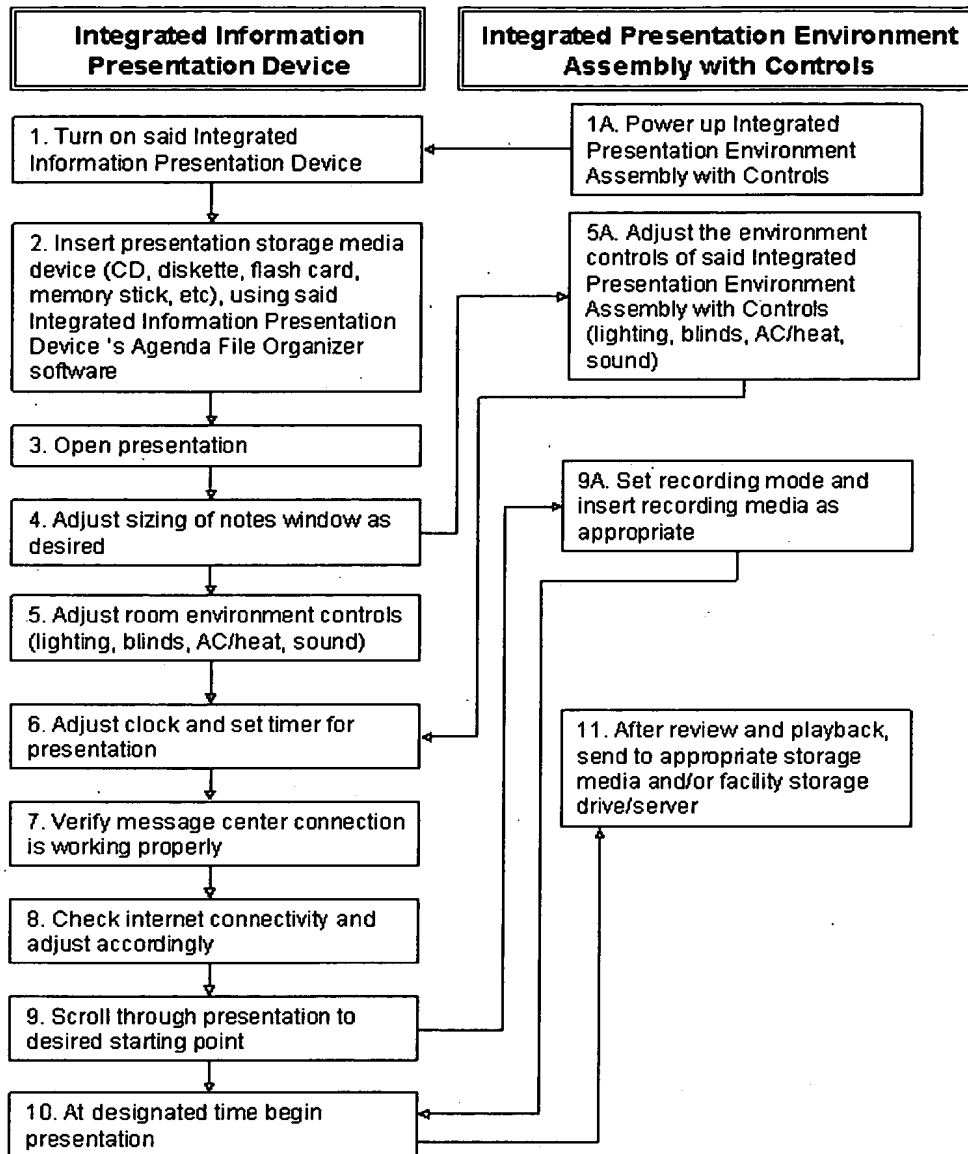 Integrated Information
Presentation Device
Integrated Presentation Environment
Assembly with Controls
1. Turn on said Integrated
Information Presentation Device
1A. Power up Integrated
Presentation Environment
Assembly with Controls
2. Insert presentation storage media
device (CD, diskette, flash card,
memory stick, etc), using said
Integrated Information Presentation
Device 's Agenda File Organizer
software
5A. Adjust the environment
controls of said Integrated
Presentation Environment
Assembly with Controls
(lighting, blinds, AC/heat,
sound)
3. Open presentation
4. Adjust sizing of notes window as
desired
9A. Set recording mode and
insert recording media as
appropriate
5. Adjust room environment controls
(lighting, blinds, AC/heat, sound)
6. Adjust clock and set timer for
presentation
11. After review and playback,
send to appropriate storage
media and/or facility storage
drive/server
7. Verify message center connection
is working properly
8. Check internet connectivity and
adjust accordingly
9. Scroll through presentation to
desired starting point
10. At designated time begin
presentation